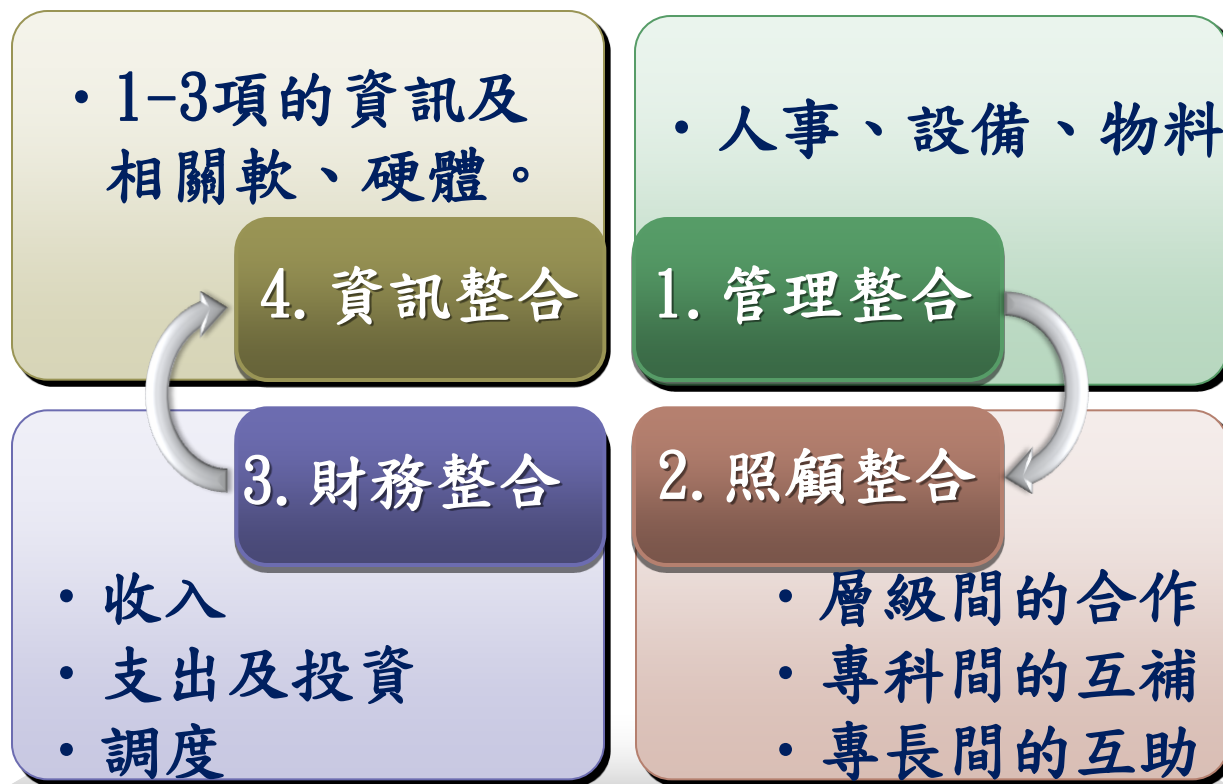 ・1-3項的資訊及
相關軟、硬體。
4.資訊整合
・人事、設備、物料
1.管理整合
2.照顧整合
・層級間的合作
・專科間的互補
・專長間的互助
3.財務整合
・收入
・支出及投資
・調度